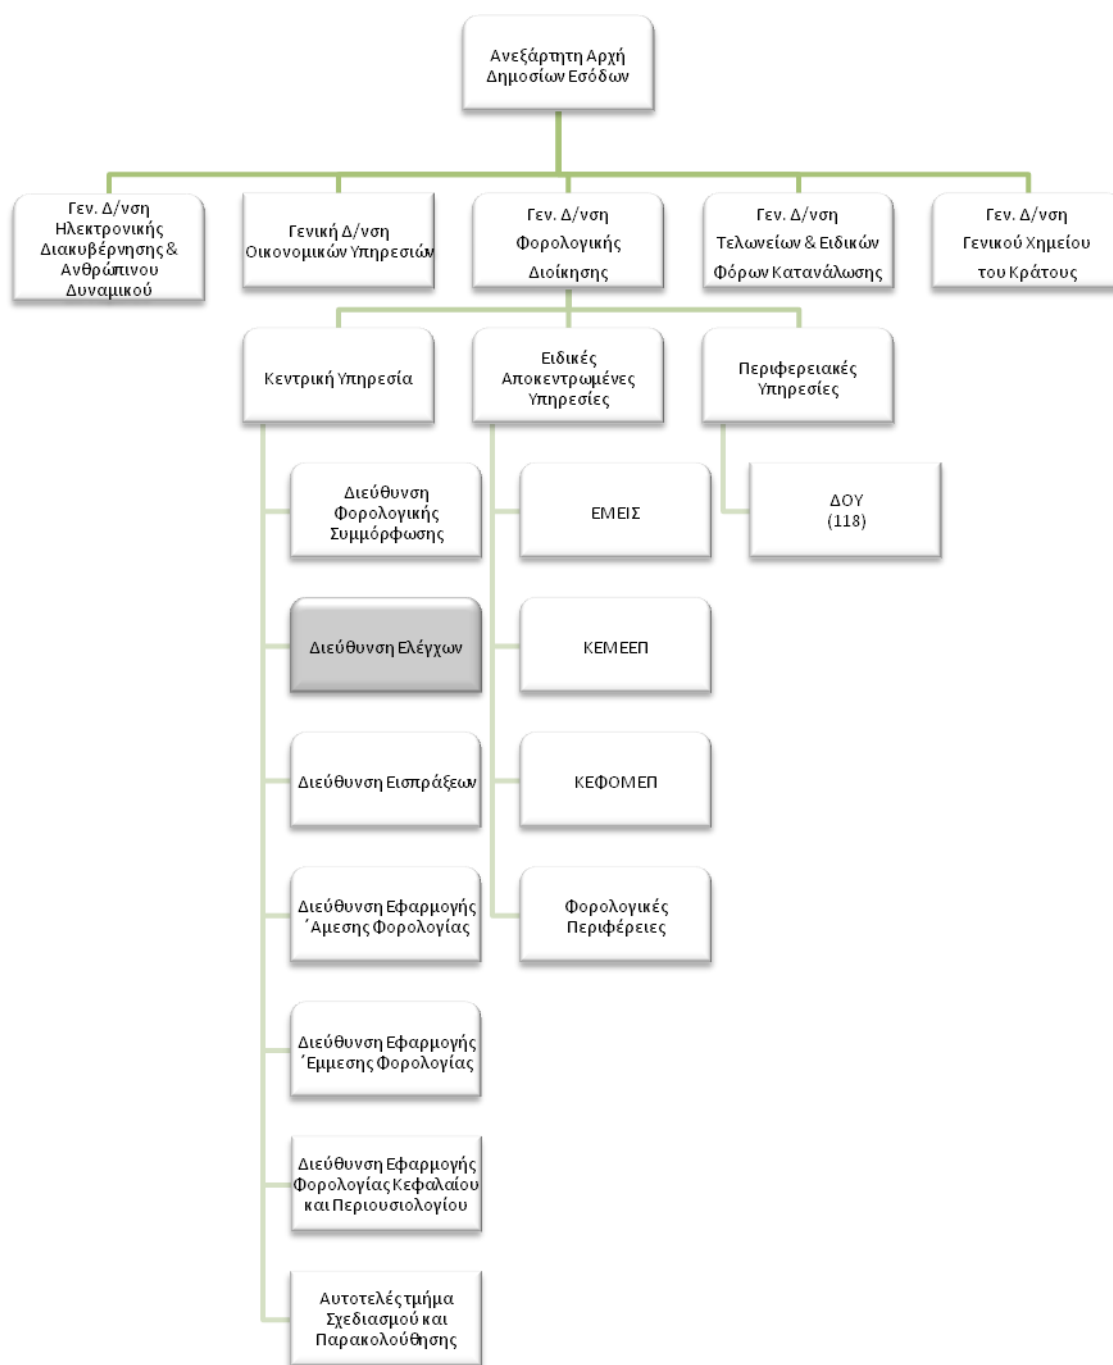 Ανεξάρτητη Αρχή
Δημοσίων Εσόδων
Γεν. Δ/νση
Ηλεκτρονικής
Διακυβέρνησης &
Ανθρώπινου
Δυναμικού
Γενική Δ/νση
Οικονομικών Υπηρεσιών
Γεν. Δ/νση
Φορολογικής
Διοίκησης
Γεν. Δ/νση
Τελωνείων & Ειδικών
Φόρων Κατανάλωσης
Γεν. Δ/νση
Γενικού Χημείου
του Κράτους
Κεντρική Υπηρεσία
Ειδικές
Αποκεντρωμένες
Υπηρεσίες
Περιφερειακές
Υπηρεσίες
Διεύθυνση
Φορολογικής
Συμμόρφωσης
Διεύθυνση Ελέγχων
Διεύθυνση Εισπράξεων
Διεύθυνση Εφαρμογής
΄Αμεσης Φορολογίας
Διεύθυνση Εφαρμογής
΄Εμμεσης Φορολογίας
Διεύθυνση Εφαρμογής
Φορολογίας Κεφαλαίου
και Περιουσιολογίου
Αυτοτελές τμήμα
Σχεδιασμού και
Παρακολούθησης
ΕΜΕΙΣ
ΚΕΜΕΕΠ
ΚΕΦΟΜΕΠ
Φορολογικές
Περιφέρειες
ΔΟΥ
(118)